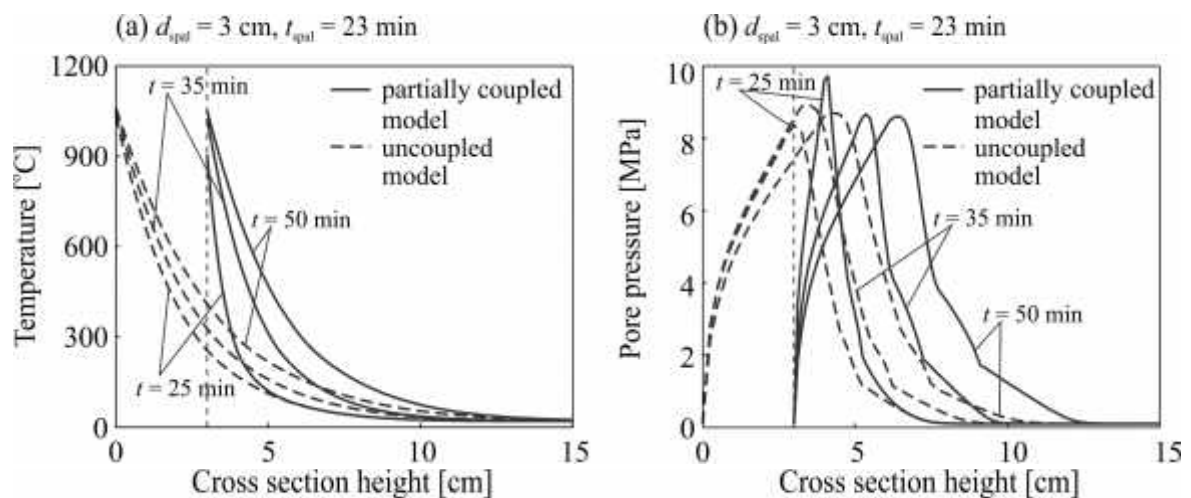 (a) d_spal = 3 cm, t_spal = 23 min
1200
900
600
300
0
Temperature [°C]
t = 35 min
partially coupled
model
uncoupled
model
t = 50 min
t = 25 min
0 5 10 15
Cross section height [cm]
(b) d_spal = 3 cm, t_spal = 23 min
10
8
6
4
2
0
Pore pressure [MPa]
t = 25 min
partially coupled
model
uncoupled
model
t = 35 min
t = 50 min
0 5 10 15
Cross section height [cm]